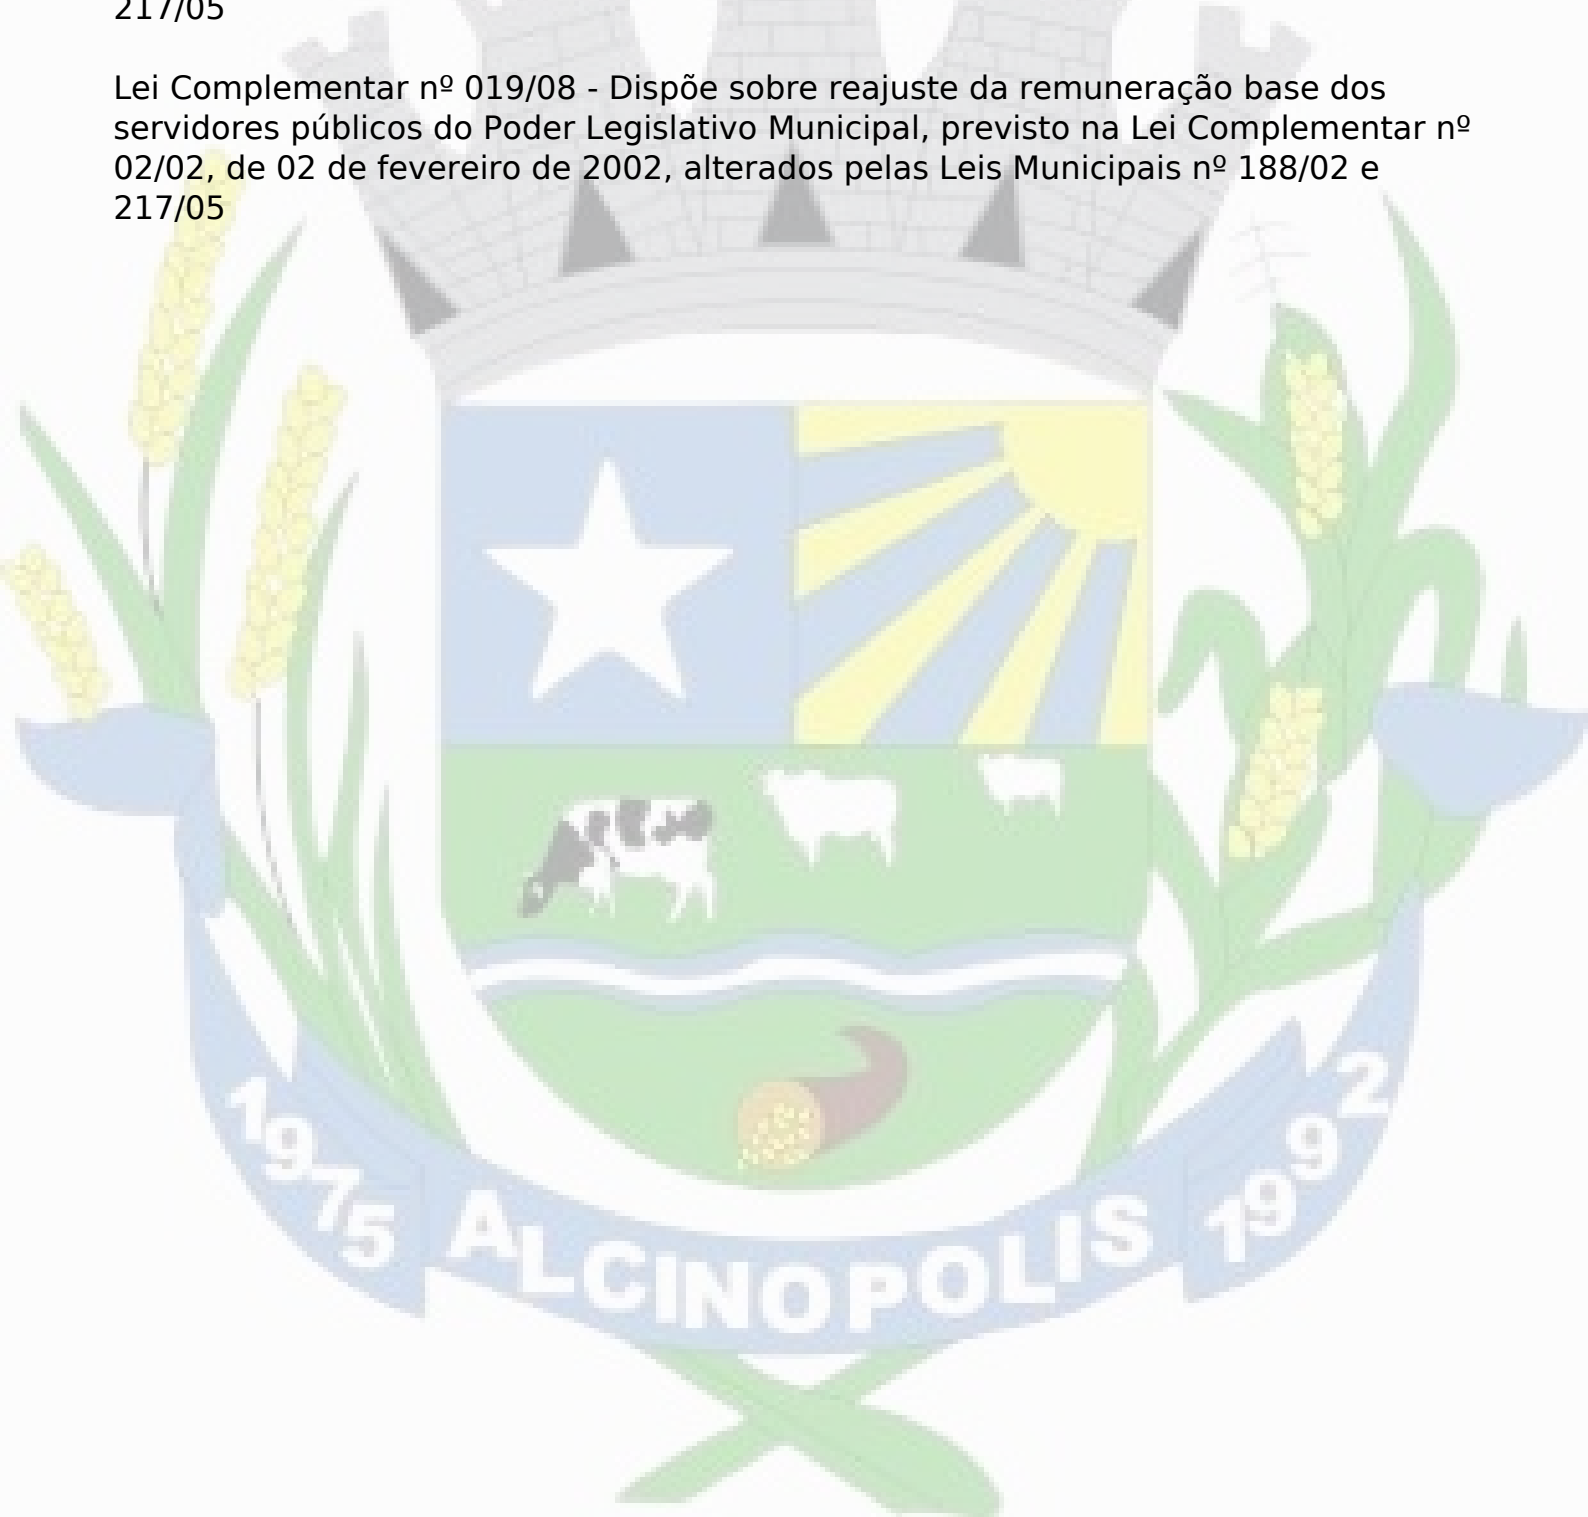 217/05
Lei Complementar nº 019/08 - Dispõe sobre reajuste da remuneração base dos
servidores públicos do Poder Legislativo Municipal, previsto na Lei Complementar nº
02/02, de 02 de fevereiro de 2002, alterados pelas Leis Municipais nº 188/02 e
217/05
1975 ALCINOPOLIS 1992